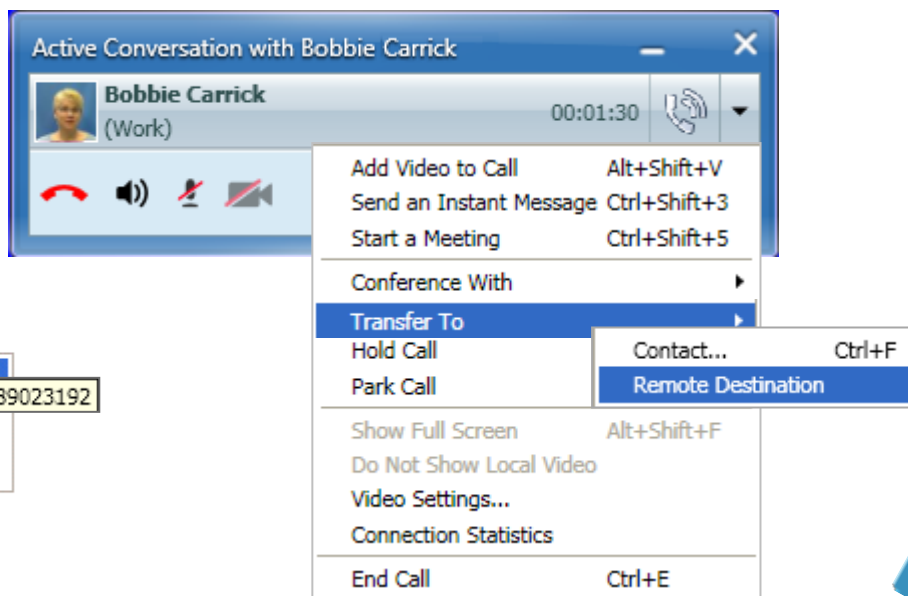 Active Conversation with Bobbie Carrick
Bobbie Carrick
(Work)
00:01:30
Add Video to Call Alt+Shift+V
Send an Instant Message Ctrl+Shift+3
Start a Meeting Ctrl+Shift+5
Conference With
Transfer To
Hold Call
Park Call
Contact... Ctrl+F
Remote Destination
39023192
Show Full Screen Alt+Shift+F
Do Not Show Local Video
Video Settings...
Connection Statistics
End Call Ctrl+E